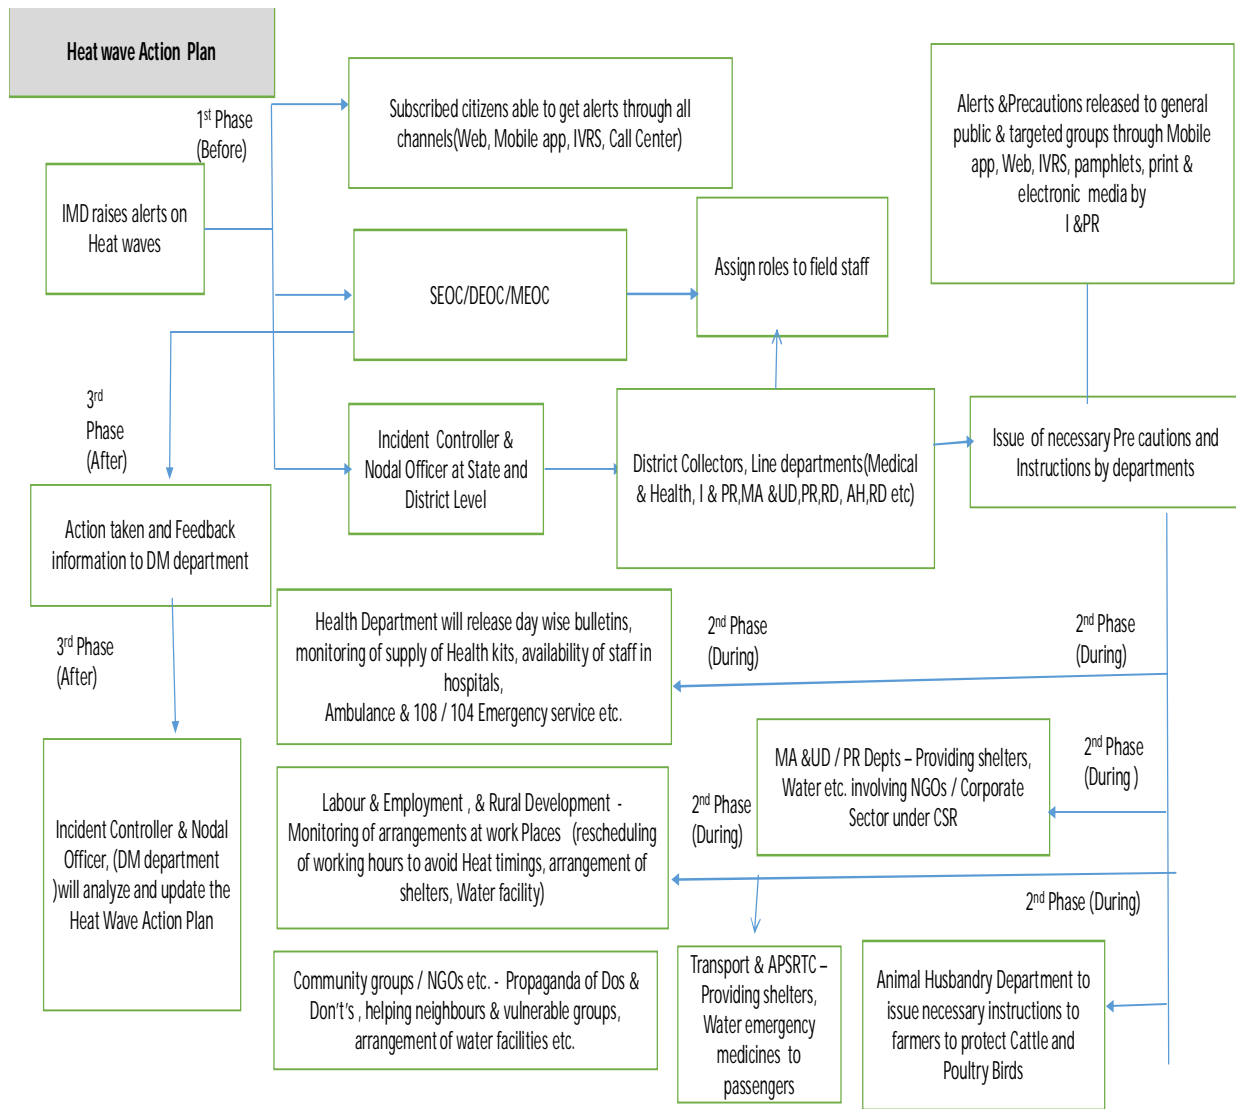 Heat wave Action Plan
1st Phase
(Before)
Subscribed citizens able to get alerts through all
channels(Web, Mobile app, IVRS, Call Center)
Alerts &Precautions released to general
public & targeted groups through Mobile
app, Web, IVRS, pamphlets, print &
electronic media by
I &PR
IMD raises alerts on
Heat waves
SEOC/DEOC/MEOC
Assign roles to field staff
3rd
Phase
(After)
Incident Controller &
Nodal Officer at State and
District Level
District Collectors, Line departments(Medical
& Health, I & PR,MA &UD,PR,RD, AH,RD etc)
Issue of necessary Pre cautions and
Instructions by departments
Action taken and Feedback
information to DM department
3rd Phase
(After)
Health Department will release day wise bulletins,
monitoring of supply of Health kits, availability of staff in
hospitals,
Ambulance & 108 / 104 Emergency service etc.
2nd Phase
(During)
2nd Phase
(During)
MA &UD / PR Depts – Providing shelters,
Water etc. involving NGOs / Corporate
Sector under CSR
2nd Phase
(During )
Incident Controller & Nodal
Officer, (DM department
)will analyze and update the
Heat Wave Action Plan
Labour & Employment , & Rural Development -
Monitoring of arrangements at work Places (rescheduling
of working hours to avoid Heat timings, arrangement of
shelters, Water facility)
2nd Phase
(During)
2nd Phase (During)
Community groups / NGOs etc. - Propaganda of Dos &
Don't's , helping neighbours & vulnerable groups,
arrangement of water facilities etc.
Transport & APSRTC –
Providing shelters,
Water emergency
medicines to
passengers
Animal Husbandry Department to
issue necessary instructions to
farmers to protect Cattle and
Poultry Birds